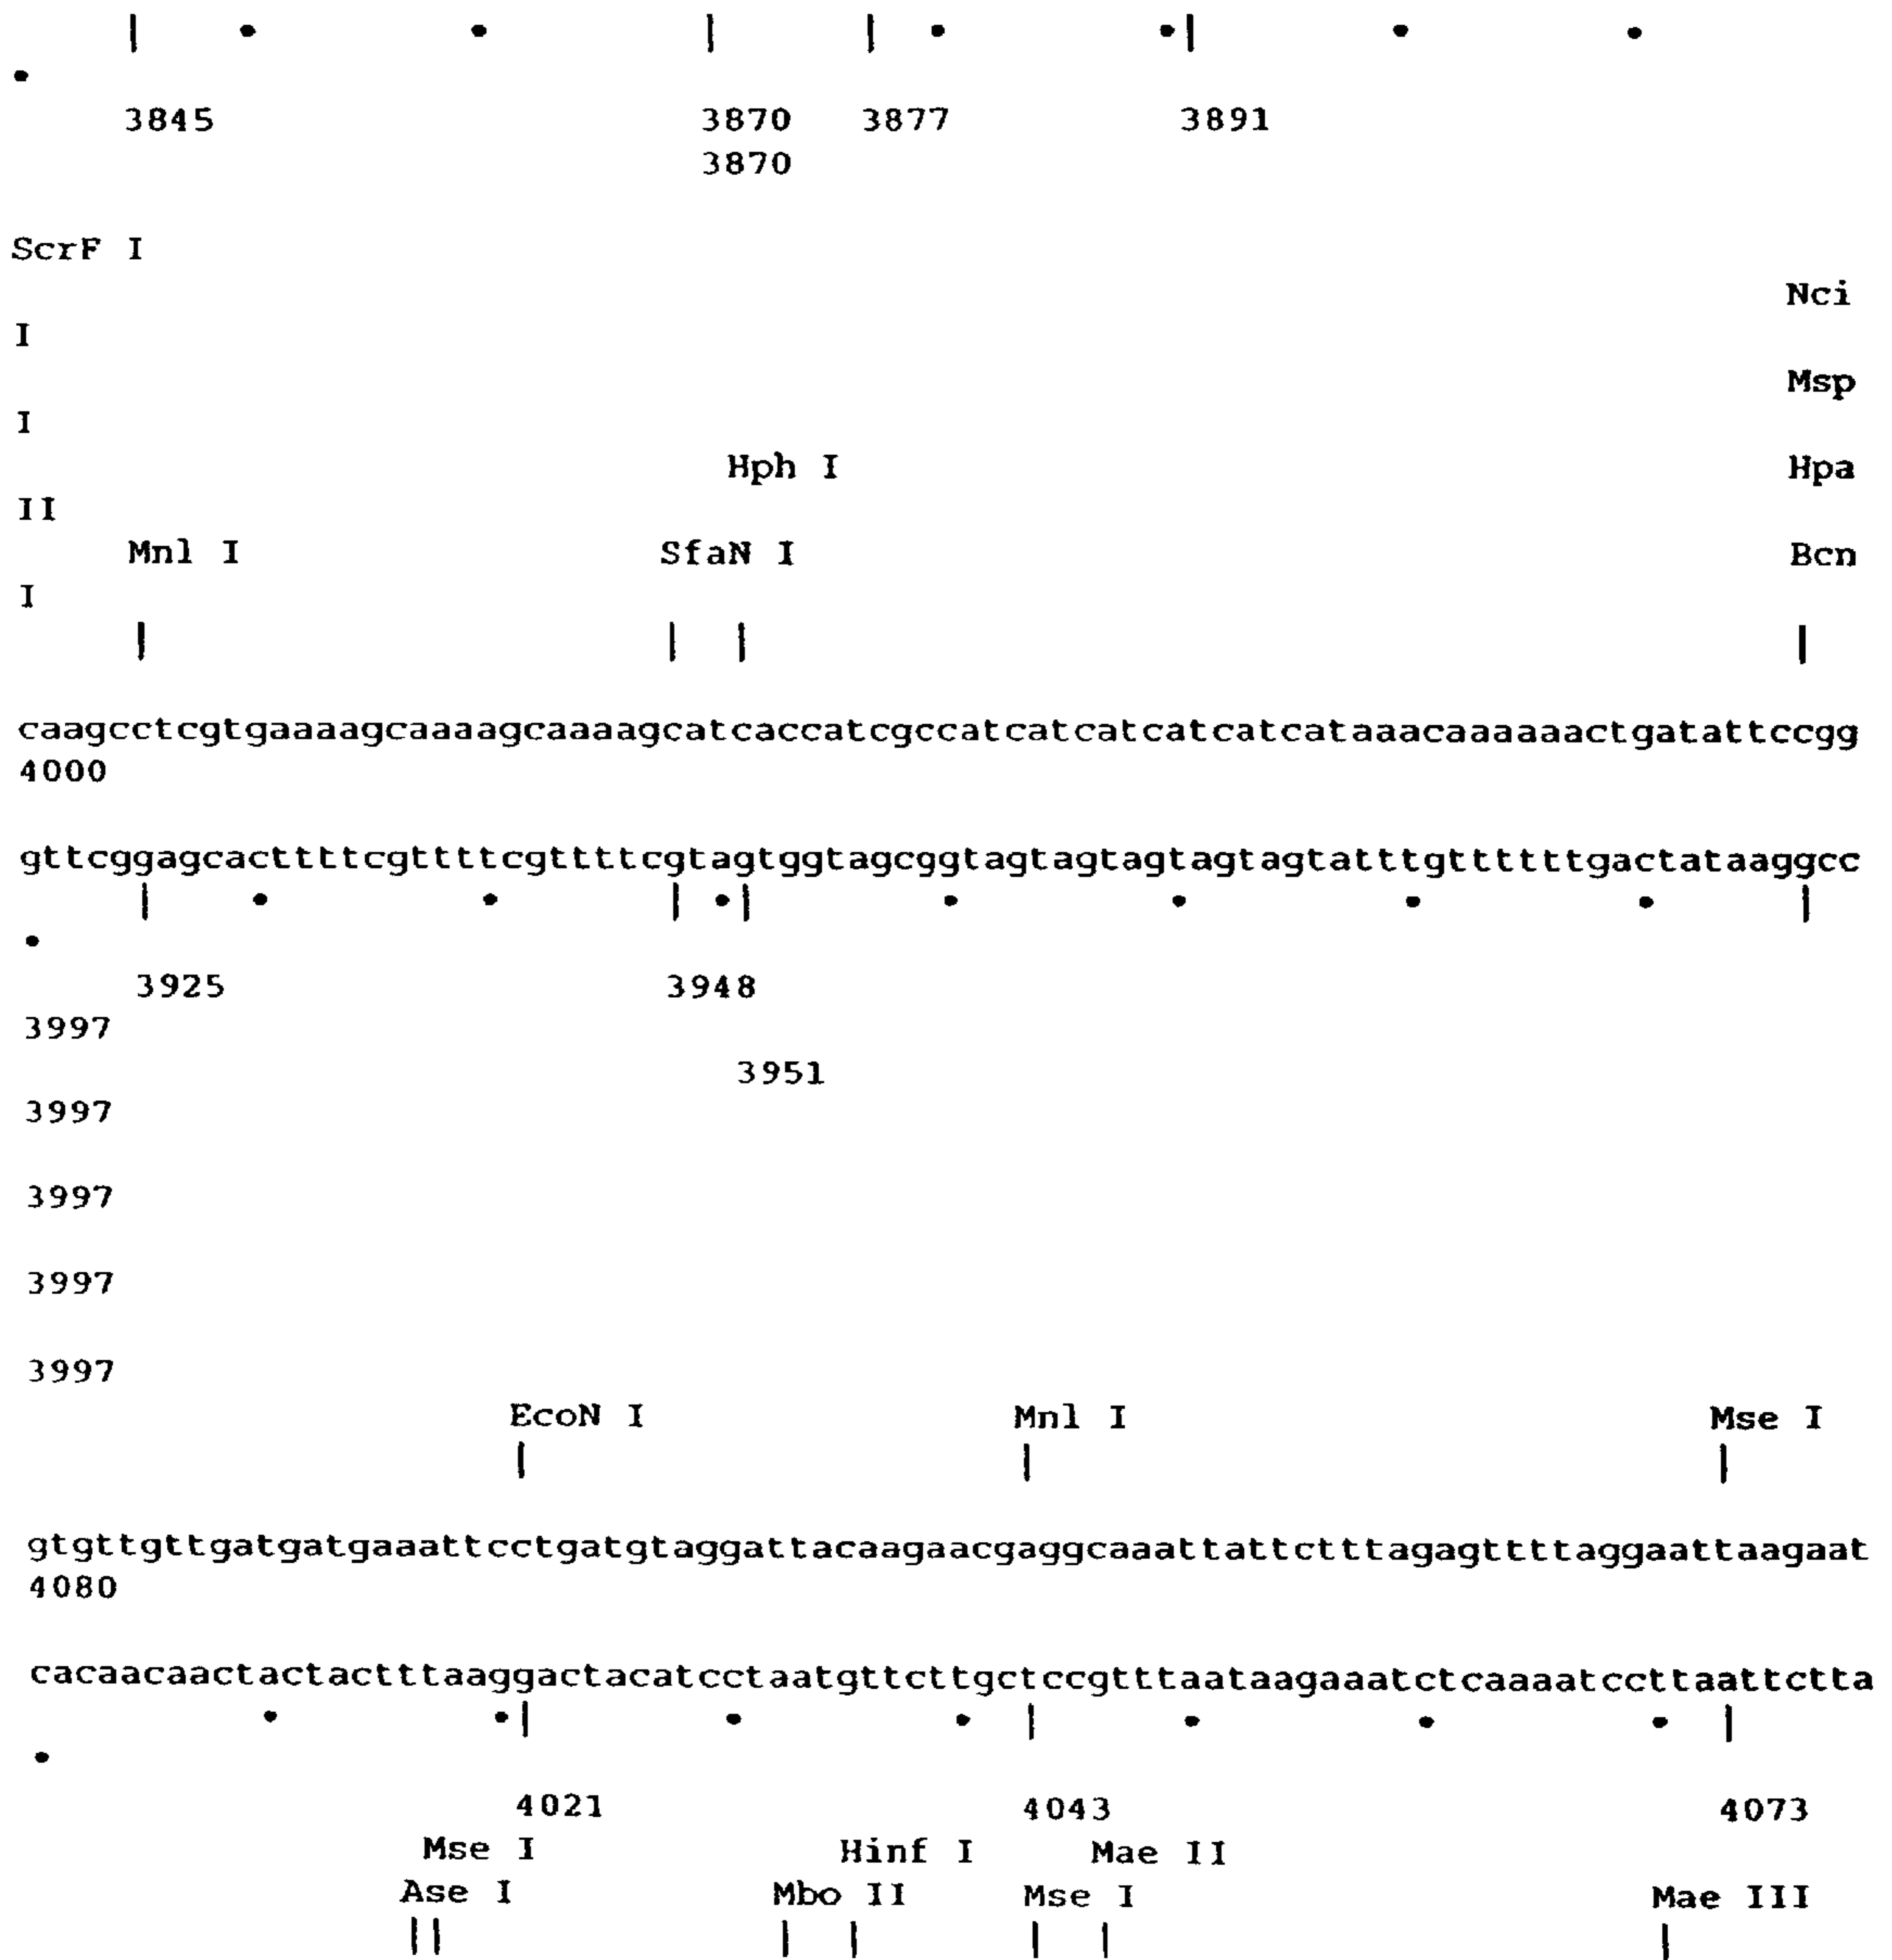 3845 3870 3877 3891
3870
ScrF I
Nci
I
Msp
I
Hph I Hpa
II
Mnl I SfaN I Bcn
I
caagcctcgtgaaaagcaaaagcaaaagcatcaccatcgccatcatcatcatcatcataaacaaaaaaactgatattccgg
4000
gttcggagcacttttcgttttcgttttcgtagtggtagcggtagtagtagtagtagtatttgttttttgactataaggcc
3925 3948
3997
3951
3997
3997
3997
3997
EcoN I Mnl I Mse I
gtgttgttgatgatgaaattcctgatgtaggattacaagaacgaggcaaattattctttagagttttaggaattaagaat
4080
cacaacaactactactttaaggactacatcctaatgttcttgctccgtttaataagaaatctcaaaatccttaattctta
4021 4043 4073
Mse I Hinf I Mae II
Ase I Mbo II Mse I Mae III